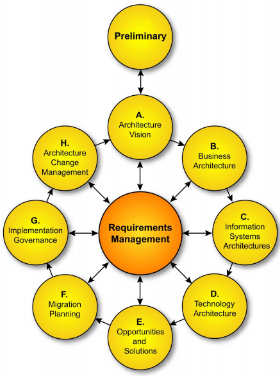 Preliminary
A.
Architecture
Vision
H.
Architecture
Change
Management
B.
Business
Architecture
G.
Implementation
Governance
Requirements
Management
C.
Information
Systems
Architectures
F.
Migration
Planning
D.
Technology
Architecture
E.
Opportunities
and
Solutions